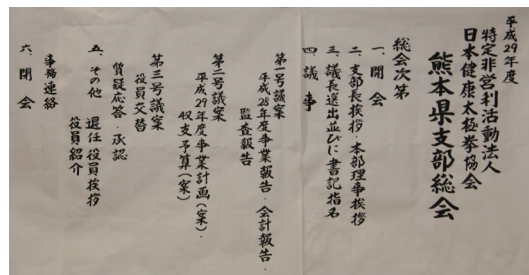 平成29年度
特定非営利活動法人
日本健康太極拳協会
熊本県支部総会
総会次第
一、開会
二、支部長挨拶・本部理事挨拶
三、議長選出並びに書記指名
四 議事
第一号議案
平成28年度事業報告・会計報告・
監査報告
第二号議案
平成29年度事業計画(案)・
収支予算(案)
第三号議案
役員交替
質疑応答・承認
五、その他 退任役員挨拶
役員紹介
事務連絡
六、閉会